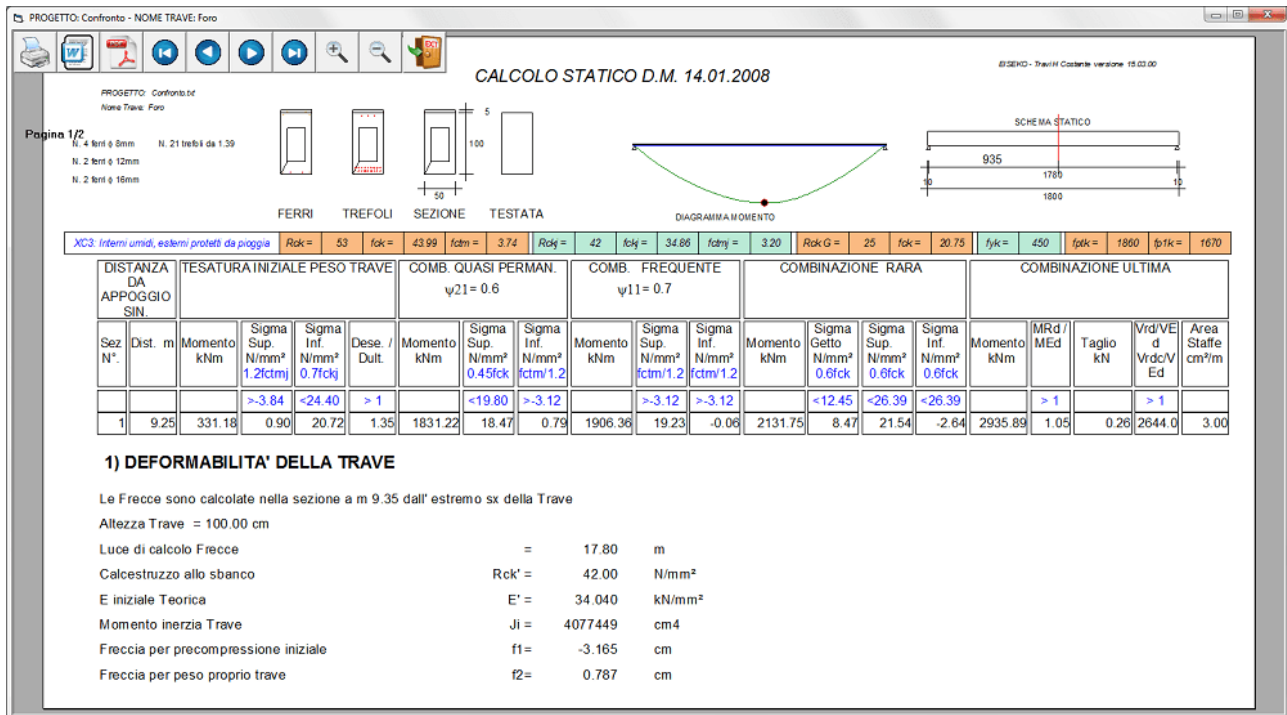 PROGETTO: Confronto - NOME TRAVE: Foro
CALCOLO STATICO D.M. 14.01.2008
EISEKO - Travi H Costante versione 15.03.00
PROGETTO: Confronto.txt
Nome Trave: Foro
Pagina 1/2
N. 4 ferri ϕ 8mm N. 21 trefoli da 1.39
N. 2 ferri ϕ 12mm
N. 2 ferri ϕ 16mm
5
100
50
FERRI TREFOLI SEZIONE TESTATA
DIAGRAMMA MOMENTO
SCHEMA STATICO
935
1780
10 10
1800
XC3: Interni umidi, esterni protetti da pioggia Rck = 53 fck = 43.99 fctm = 3.74 Rckj = 42 fckj = 34.86 fctmj = 3.20 Rck G = 25 fck = 20.75 fyk = 450 fptk = 1860 fp1k = 1670
DISTANZA DA APPOGGIO SIN. TESATURA INIZIALE PESO TRAVE COMB. QUASI PERMAN. ψ21= 0.6 COMB. FREQUENTE ψ11= 0.7 COMBINAZIONE RARA COMBINAZIONE ULTIMA
Sez N°. Dist. m Momento kNm Sigma Sup. N/mm² 1.2fctmj Sigma Inf. N/mm² 0.7fckj Dese. / Dult. Momento kNm Sigma Sup. N/mm² 0.45fck Sigma Inf. N/mm² fctm/1.2 Momento kNm Sigma Sup. N/mm² fctm/1.2 Sigma Inf. N/mm² fctm/1.2 Momento kNm Sigma Getto N/mm² 0.6fck Sigma Sup. N/mm² 0.6fck Sigma Inf. N/mm² 0.6fck Momento kNm MRd / MEd Taglio kN Vrd/VE d Vrdc/V Ed Area Staffe cm²/m
>-3.84 <24.40 > 1 <19.80 >-3.12 >-3.12 >-3.12 <12.45 <26.39 <26.39 > 1 > 1
1 9.25 331.18 0.90 20.72 1.35 1831.22 18.47 0.79 1906.36 19.23 -0.06 2131.75 8.47 21.54 -2.64 2935.89 1.05 0.26 2644.0 3.00
1) DEFORMABILITA' DELLA TRAVE
Le Frecce sono calcolate nella sezione a m 9.35 dall' estremo sx della Trave
Altezza Trave = 100.00 cm
Luce di calcolo Frecce = 17.80 m
Calcestruzzo allo sbanco Rck' = 42.00 N/mm²
E iniziale Teorica E' = 34.040 kN/mm²
Momento inerzia Trave Ji = 4077449 cm4
Freccia per precompressione iniziale f1= -3.165 cm
Freccia per peso proprio trave f2= 0.787 cm